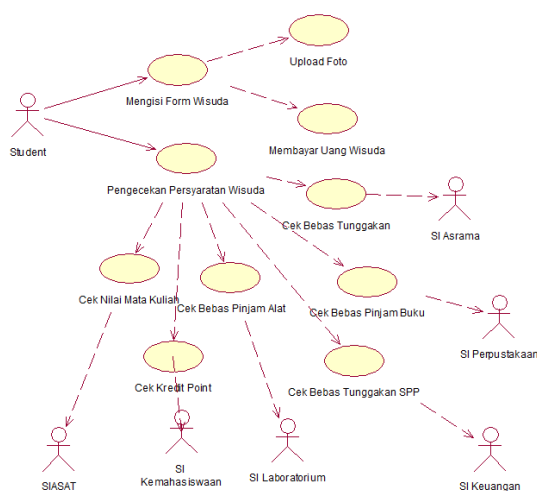 Upload Foto
Mengisi Form Wisuda
Student
Membayar Uang Wisuda
Pengecekan Persyaratan Wisuda
Cek Bebas Tunggakan
SI Asrama
Cek Nilai Mata Kuliah
Cek Bebas Pinjam Alat
Cek Bebas Pinjam Buku
SI Perpustakaan
Cek Kredit Point
Cek Bebas Tunggakan SPP
SIASAT
SI
Kemahasiswaan
SI Laboratorium
SI Keuangan